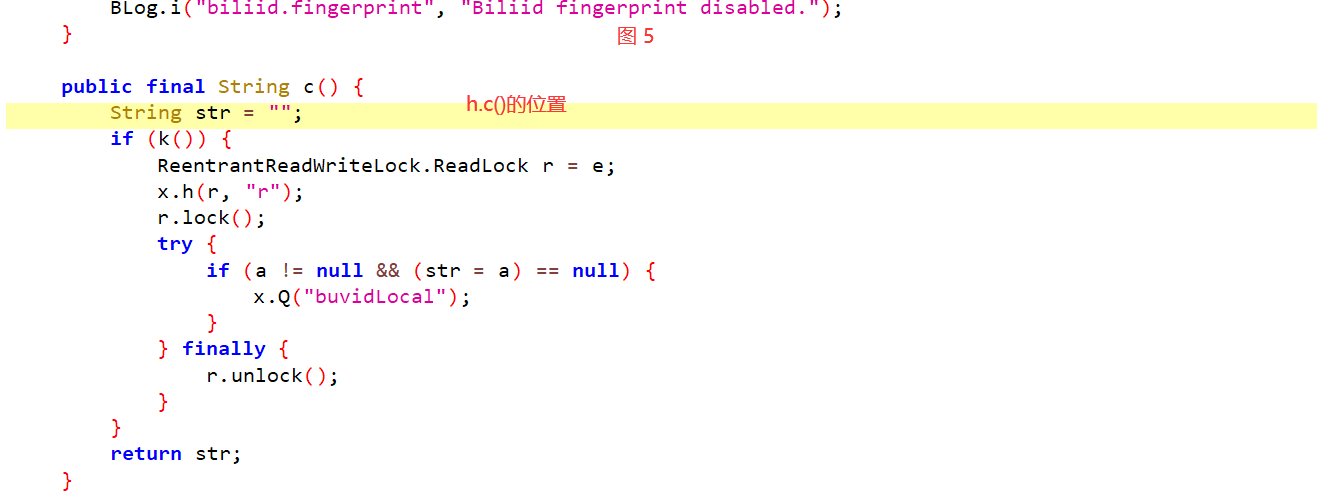 BLog.i("biliid.fingerprint", "Biliid fingerprint disabled.");
}
图 5
public final String c() {
h.c()的位置
String str = "";
if (k()) {
ReentrantReadWriteLock.ReadLock r = e;
x.h(r, "r");
r.lock();
try {
if (a != null && (str = a) == null) {
x.Q("buvidLocal");
}
} finally {
r.unlock();
}
}
return str;
}